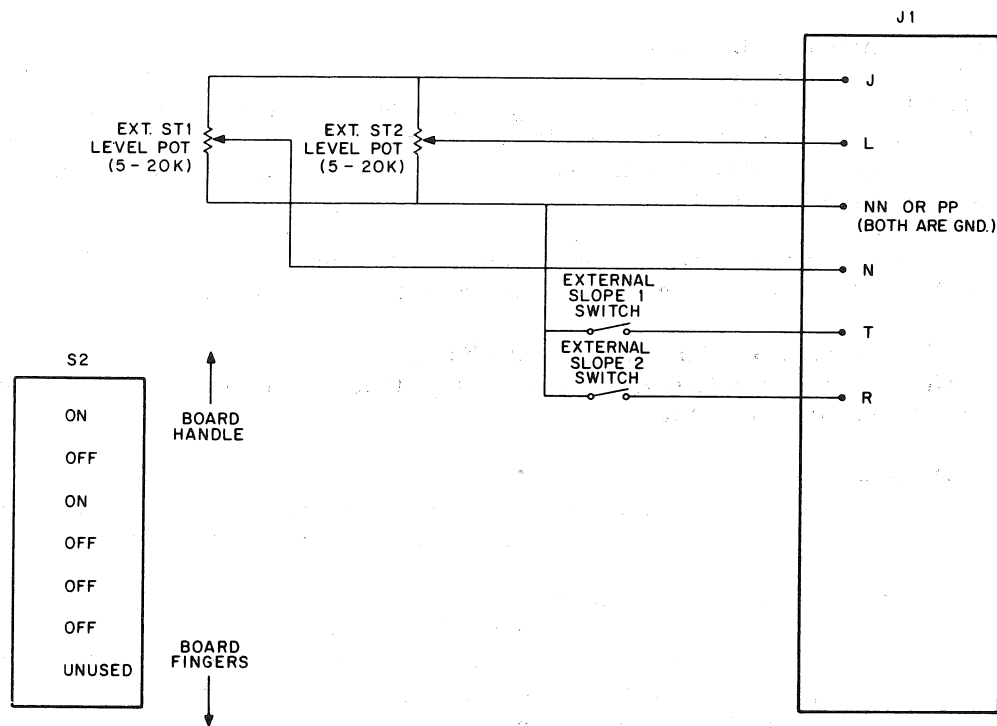 J1
J
EXT. ST1
LEVEL POT
(5-20K)
EXT. ST2
LEVEL POT
(5-20K)
L
NN OR PP
(BOTH ARE GND.)
N
EXTERNAL
SLOPE 1
SWITCH
T
EXTERNAL
SLOPE 2
SWITCH
R
S2
ON
OFF
ON
OFF
OFF
OFF
UNUSED
BOARD
HANDLE
BOARD
FINGERS